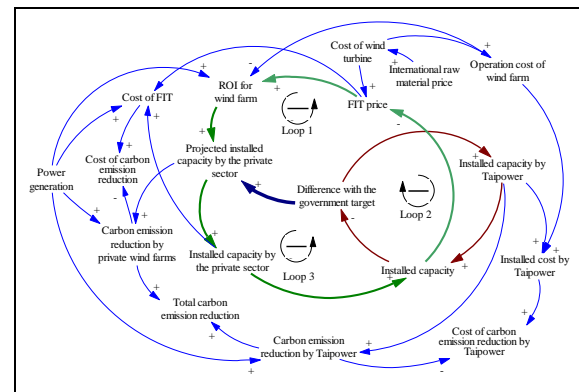 Cost of wind
turbine
International raw
material price
Operation cost of
wind farm
ROI for
wind farm
Cost of FIT
FIT price
Loop 1
Projected installed
capacity by the private
sector
Cost of carbon
emission
reduction
Power
generation
Installed capacity by
Taipower
Difference with the
government target
Loop 2
Carbon emission
reduction by
private wind farms
Installed capacity by
the private sector
Loop 3
Installed capacity
Installed cost by
Taipower
Total carbon
emission reduction
Carbon emission
reduction by Taipower
Cost of carbon
emission reduction by
Taipower